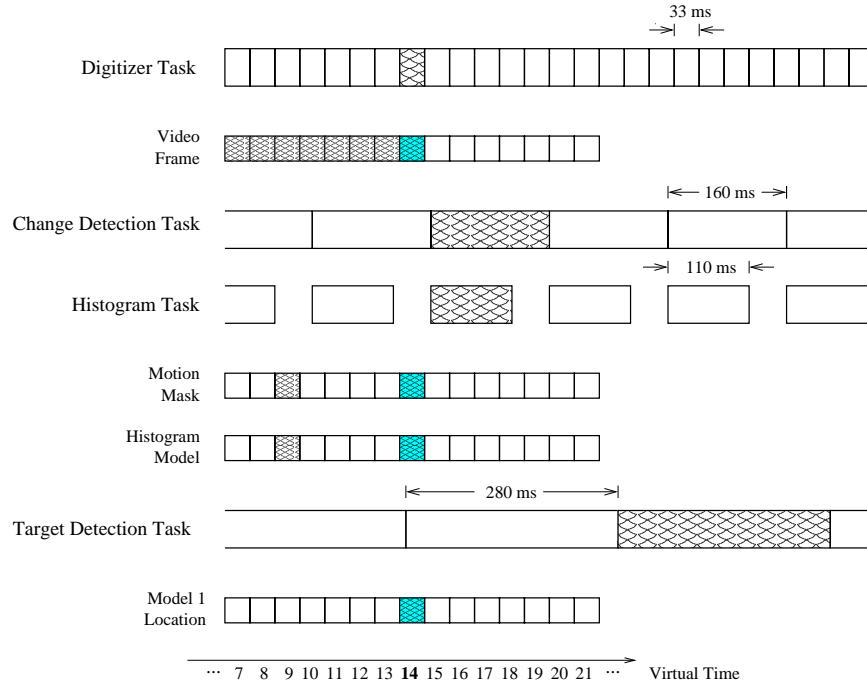 33 ms
Digitizer Task
Video
Frame
160 ms
Change Detection Task
110 ms
Histogram Task
Motion
Mask
Histogram
Model
280 ms
Target Detection Task
Model 1
Location
... 7 8 9 10 11 12 13 14 15 16 17 18 19 20 21 ... Virtual Time